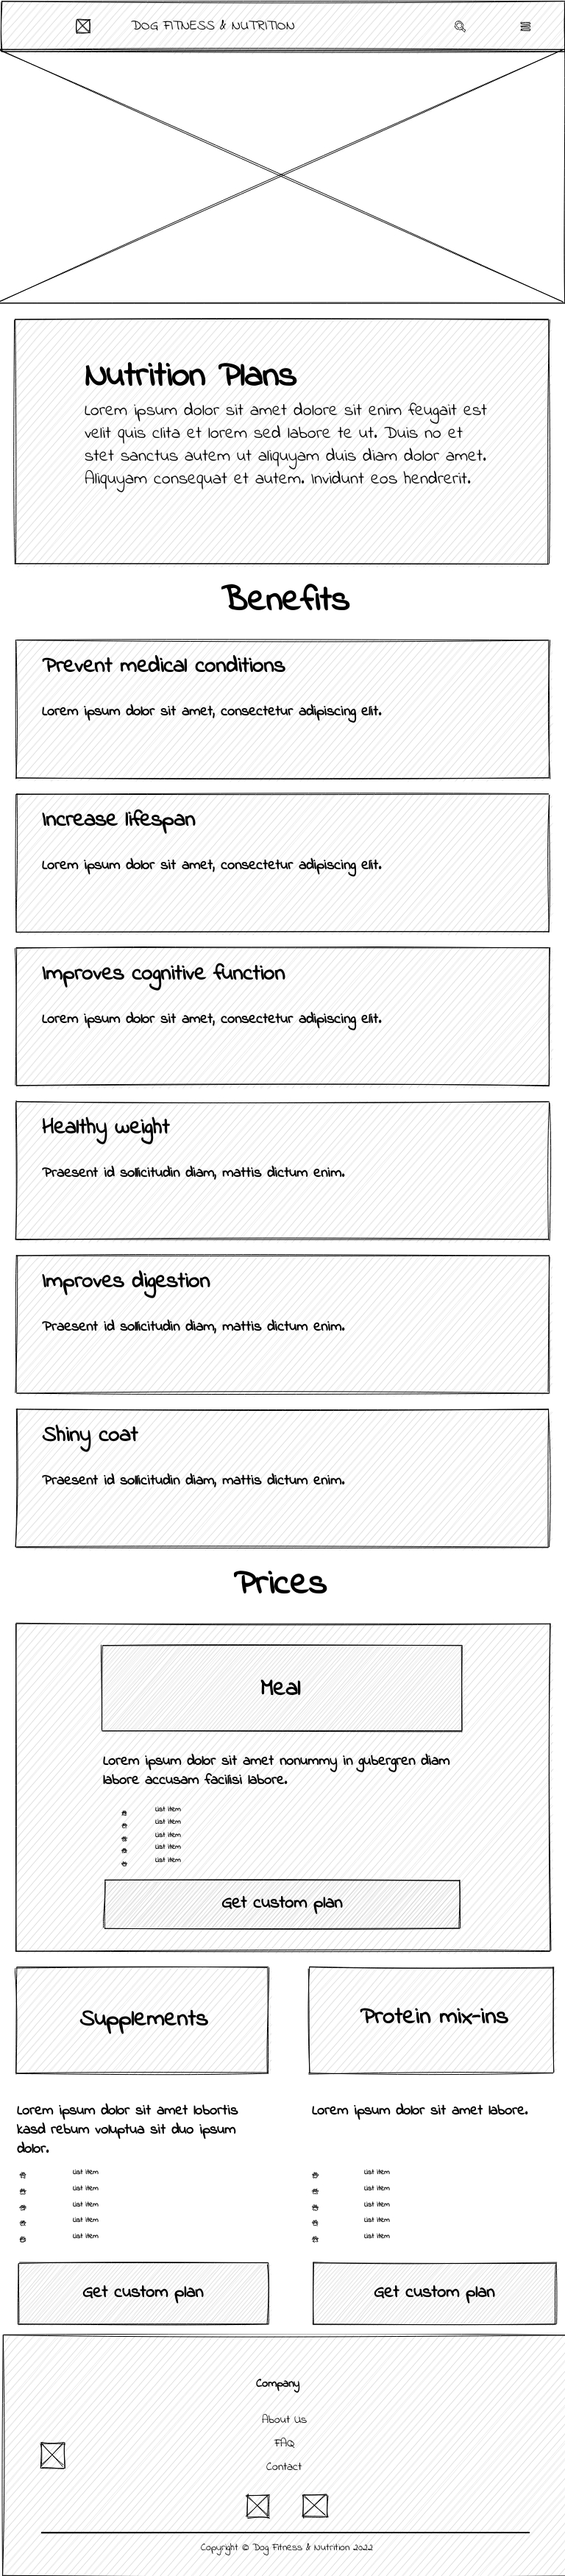 DOG FITNESS & NUTRITION
Nutrition Plans
Lorem ipsum dolor sit amet dolore sit enim feugait est
velit quis clita et lorem sed labore te ut. Duis no et
stet sanctus autem ut aliquyam duis diam dolor amet.
Aliquyam consequat et autem. Invidunt eos hendrerit.
Benefits
Prevent medical conditions
Lorem ipsum dolor sit amet, consectetur adipiscing elit.
Increase lifespan
Lorem ipsum dolor sit amet, consectetur adipiscing elit.
Improves cognitive function
Lorem ipsum dolor sit amet, consectetur adipiscing elit.
Healthy weight
Praesent id sollicitudin diam, mattis dictum enim.
Improves digestion
Praesent id sollicitudin diam, mattis dictum enim.
Shiny coat
Praesent id sollicitudin diam, mattis dictum enim.
Prices
Meal
Lorem ipsum dolor sit amet nonummy in gubergren diam
labore accusam facilisi labore.
List item
List item
List item
List item
List item
Get custom plan
Supplements
Lorem ipsum dolor sit amet lobortis
kasd rebum voluptua sit duo ipsum
dolor.
List item
List item
List item
List item
List item
Get custom plan
Protein mix-ins
Lorem ipsum dolor sit amet labore.
List item
List item
List item
List item
List item
Get custom plan
Company
About Us
FAQ
Contact
Copyright © Dog Fitness & Nutrition 2022